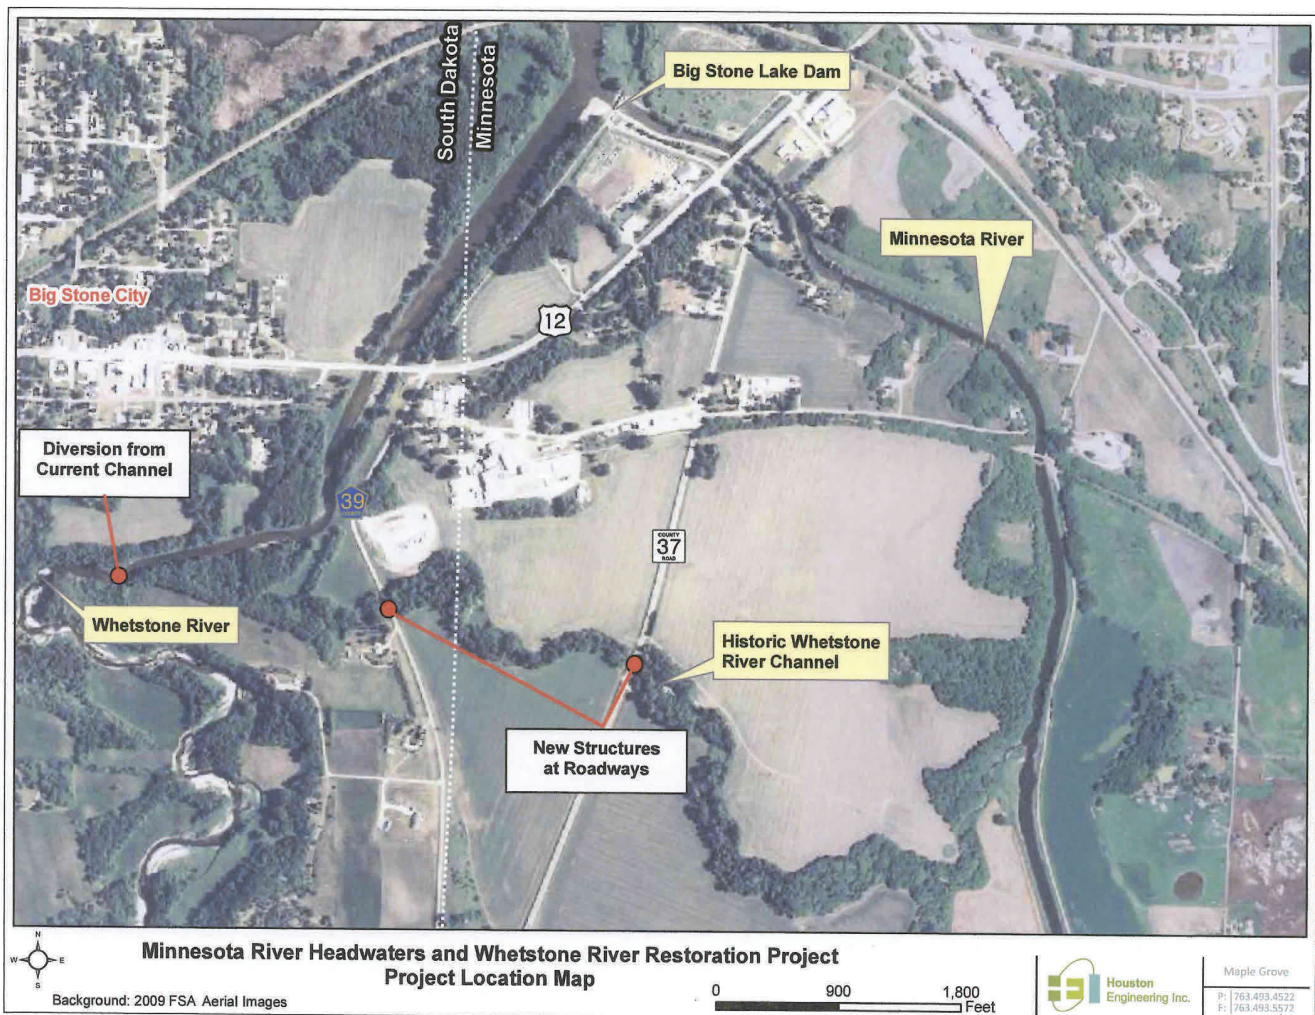 Big Stone Lake Dam
South Dakota
Minnesota
Minnesota River
Big Stone City
12
Diversion from
Current Channel
39
COUNTY
37
ROAD
Whetstone River
Historic Whetstone
River Channel
New Structures
at Roadways
N
W
E
S
Minnesota River Headwaters and Whetstone River Restoration Project
Project Location Map
Background: 2009 FSA Aerial Images
0 900 1,800
Feet
Houston
Engineering Inc.
Maple Grove
P: 763.493.4522
F: 763.493.5572